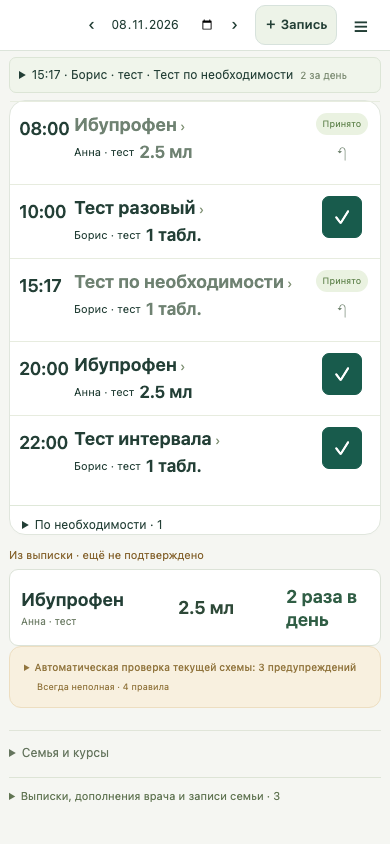 ‹ 08.11.2026 › + Запись ≡
▶ 15:17 · Борис · тест · Тест по необходимости 2 за день
08:00 Ибупрофен › Принято
Анна · тест 2.5 мл
10:00 Тест разовый › ✓
Борис · тест 1 табл.
15:17 Тест по необходимости › Принято
Борис · тест 1 табл.
20:00 Ибупрофен › ✓
Анна · тест 2.5 мл
22:00 Тест интервала › ✓
Борис · тест 1 табл.
▶ По необходимости · 1
Из выписки · ещё не подтверждено
Ибупрофен 2.5 мл 2 раза в
день
Анна · тест
▶ Автоматическая проверка текущей схемы: 3 предупреждений
Всегда неполная · 4 правила
▶ Семья и курсы
▶ Выписки, дополнения врача и записи семьи · 3